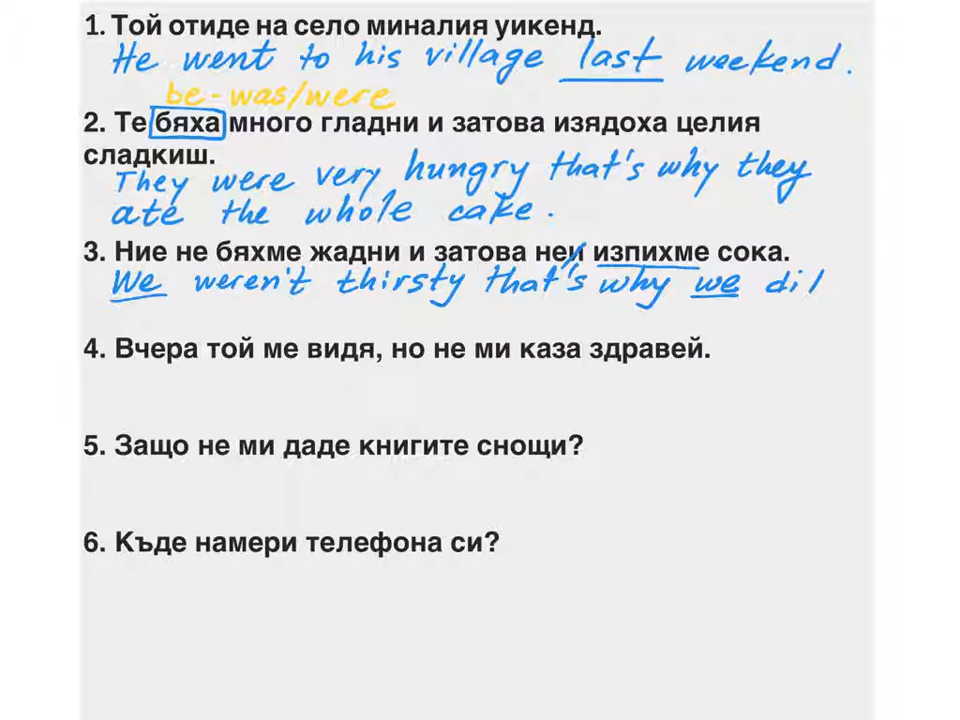 1. Той отиде на село миналия уикенд.
He went to his village last weekend.
be - was/were
2. Те бяха много гладни и затова изядоха целия
сладкиш.
They were very hungry that's why they
ate the whole cake.
3. Ние не бяхме жадни и затова не изпихме сока.
We weren't thirsty that's why we di
4. Вчера той ме видя, но не ми каза здравей.
5. Защо не ми даде книгите снощи?
6. Къде намери телефона си?